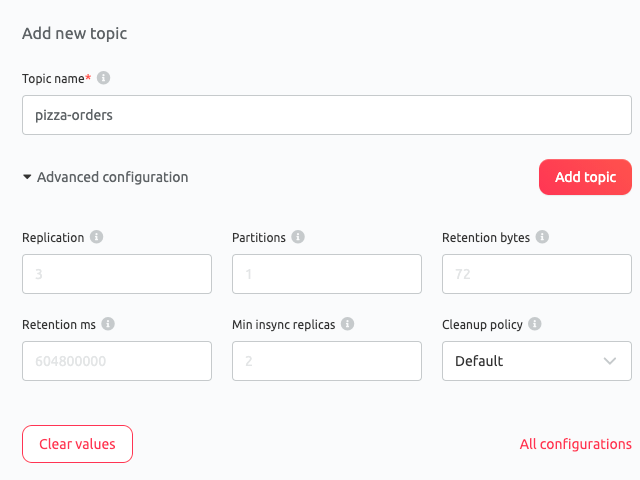 Add new topic
Topic name*
pizza-orders
Advanced configuration
Add topic
Replication
Partitions
Retention bytes
3
1
72
Retention ms
Min insync replicas
Cleanup policy
604800000
2
Default
Clear values
All configurations